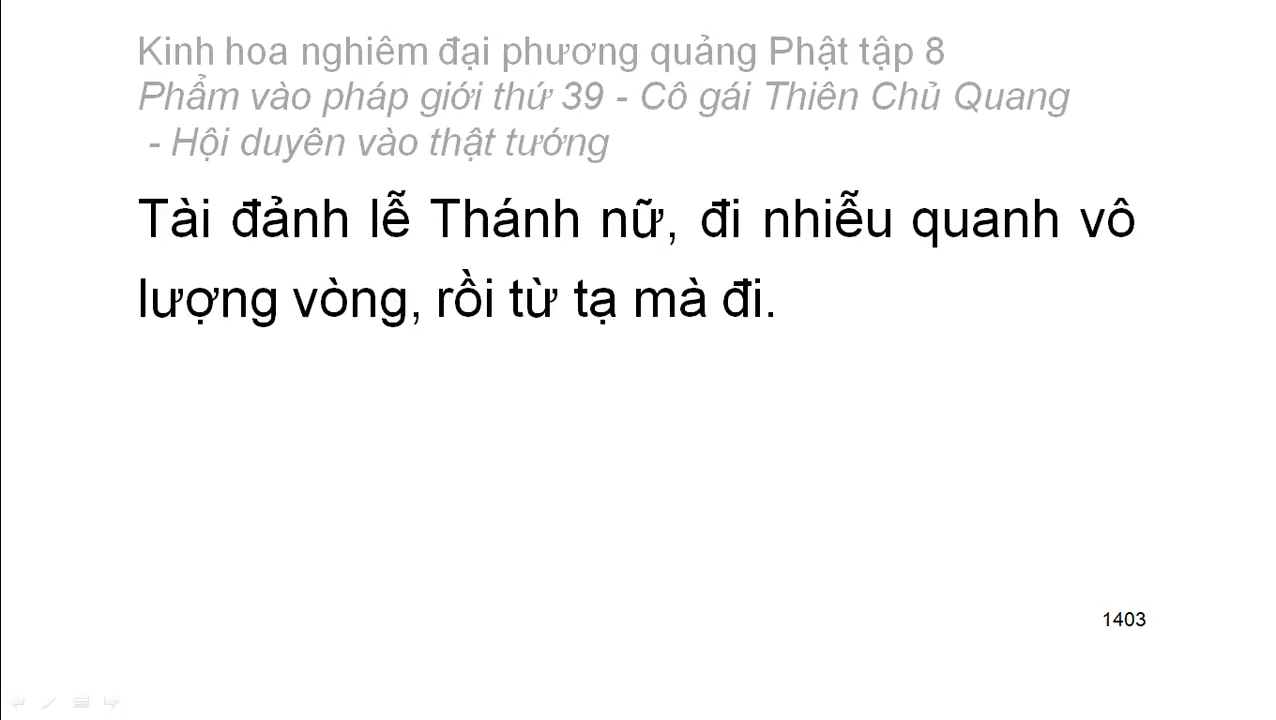 Kinh hoa nghiêm đại phương quảng Phật tập 8
Phẩm vào pháp giới thứ 39 - Cô gái Thiên Chủ Quang
- Hội duyên vào thật tướng
Tài đảnh lễ Thánh nữ, đi nhiễu quanh vô
lượng vòng, rồi từ tạ mà đi.
1403